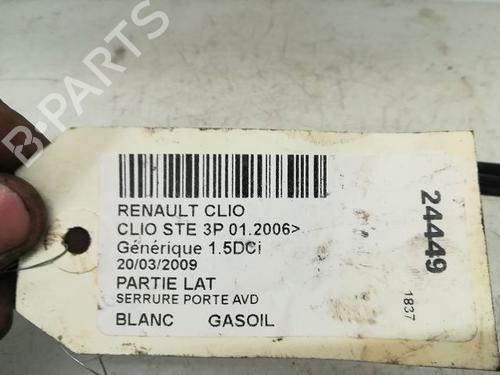 B-PARTS
RENAULT CLIO
CLIO STE 3P 01.2006>
Générique 1.5DCi
20/03/2009
PARTIE LAT
SERRURE PORTE AVD
BLANC GASOIL
24449
1837